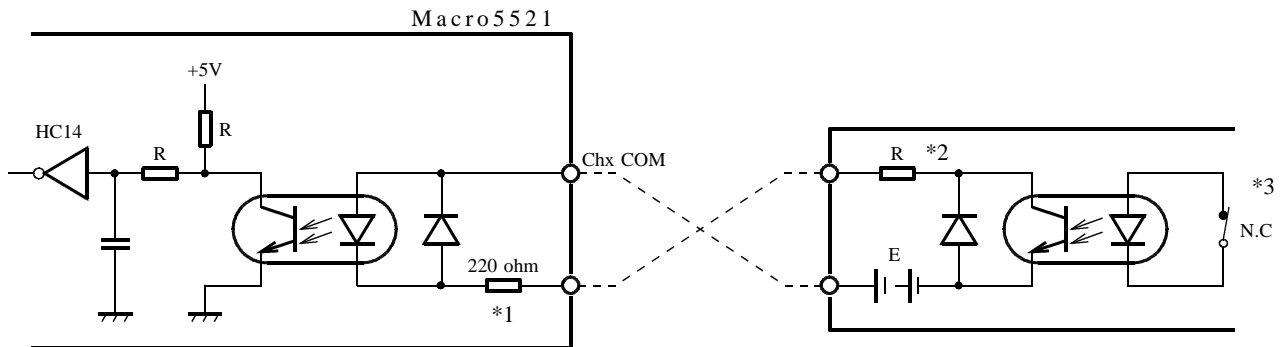 Macro5521
+5V
HC14
R
R
Chx COM
R
*2
*3
N.C
E
220 ohm
*1